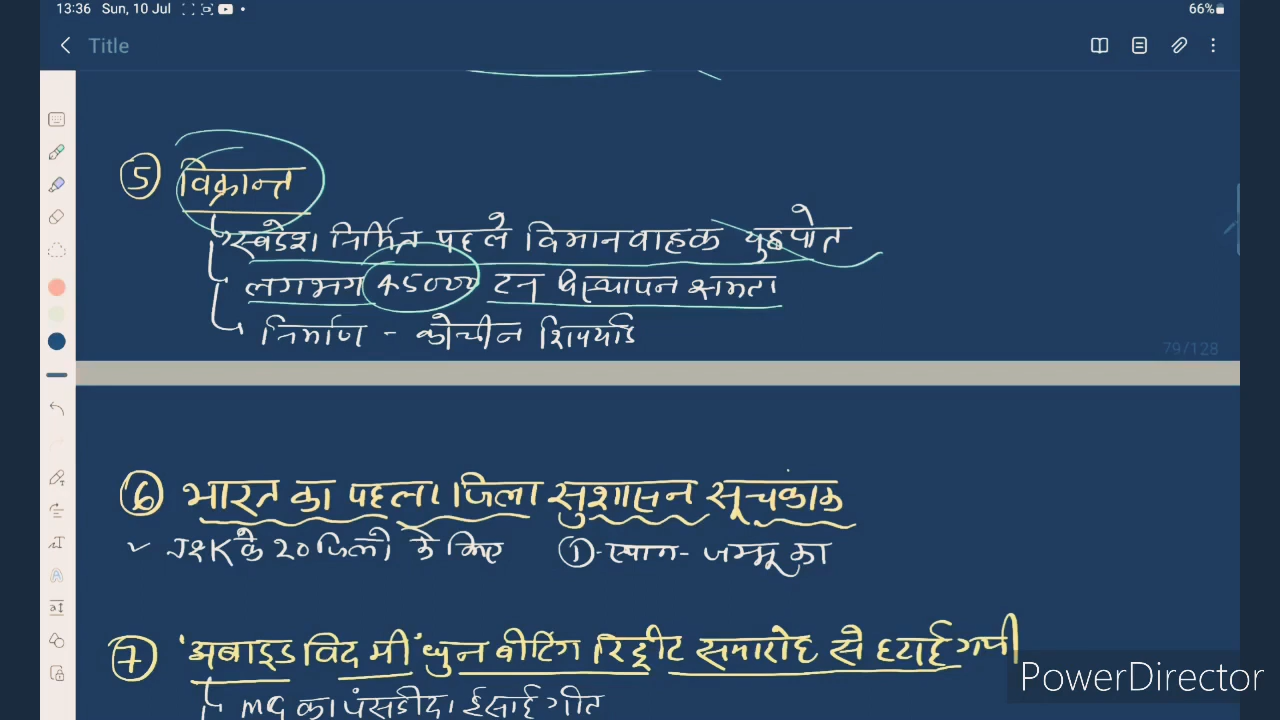 13:36 Sun, 10 Jul
66%
Title
5 विक्रान्त
स्वदेश निर्मित पहले विमानवाहक युद्धपोत
लगभग 45000 टन विस्थापन क्षमता
निर्माण - कोचीन शिपयार्ड
79/128
6 भारत का पहला जिला सुशासन सूचकांक
J&K के 20 जिलो के लिए ①-स्थान- जम्मू का
7 'अबाइड विद मी' धुन बीटिंग रिट्रीट समारोह से हटाई गयी
MG का पंसदीदा ईसाई गीत
PowerDirector